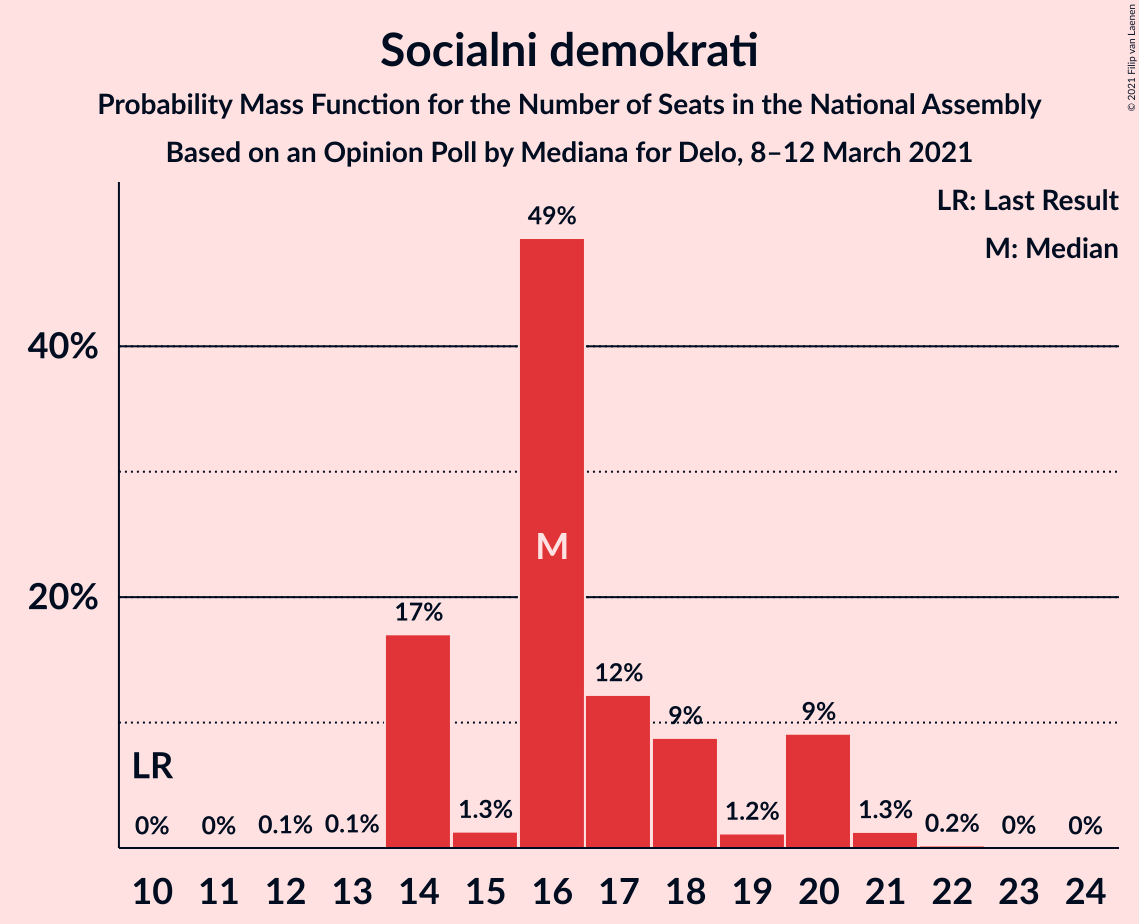 Socialni demokrati
Probability Mass Function for the Number of Seats in the National Assembly
Based on an Opinion Poll by Mediana for Delo, 8–12 March 2021
© 2021 Filip van Laenen
LR: Last Result
M: Median
49%
40%
M
20%
17%
12%
9%
9%
LR
0%
0%
0.1%
0.1%
1.3%
1.2%
1.3%
0.2%
0%
0%
10 11 12 13 14 15 16 17 18 19 20 21 22 23 24